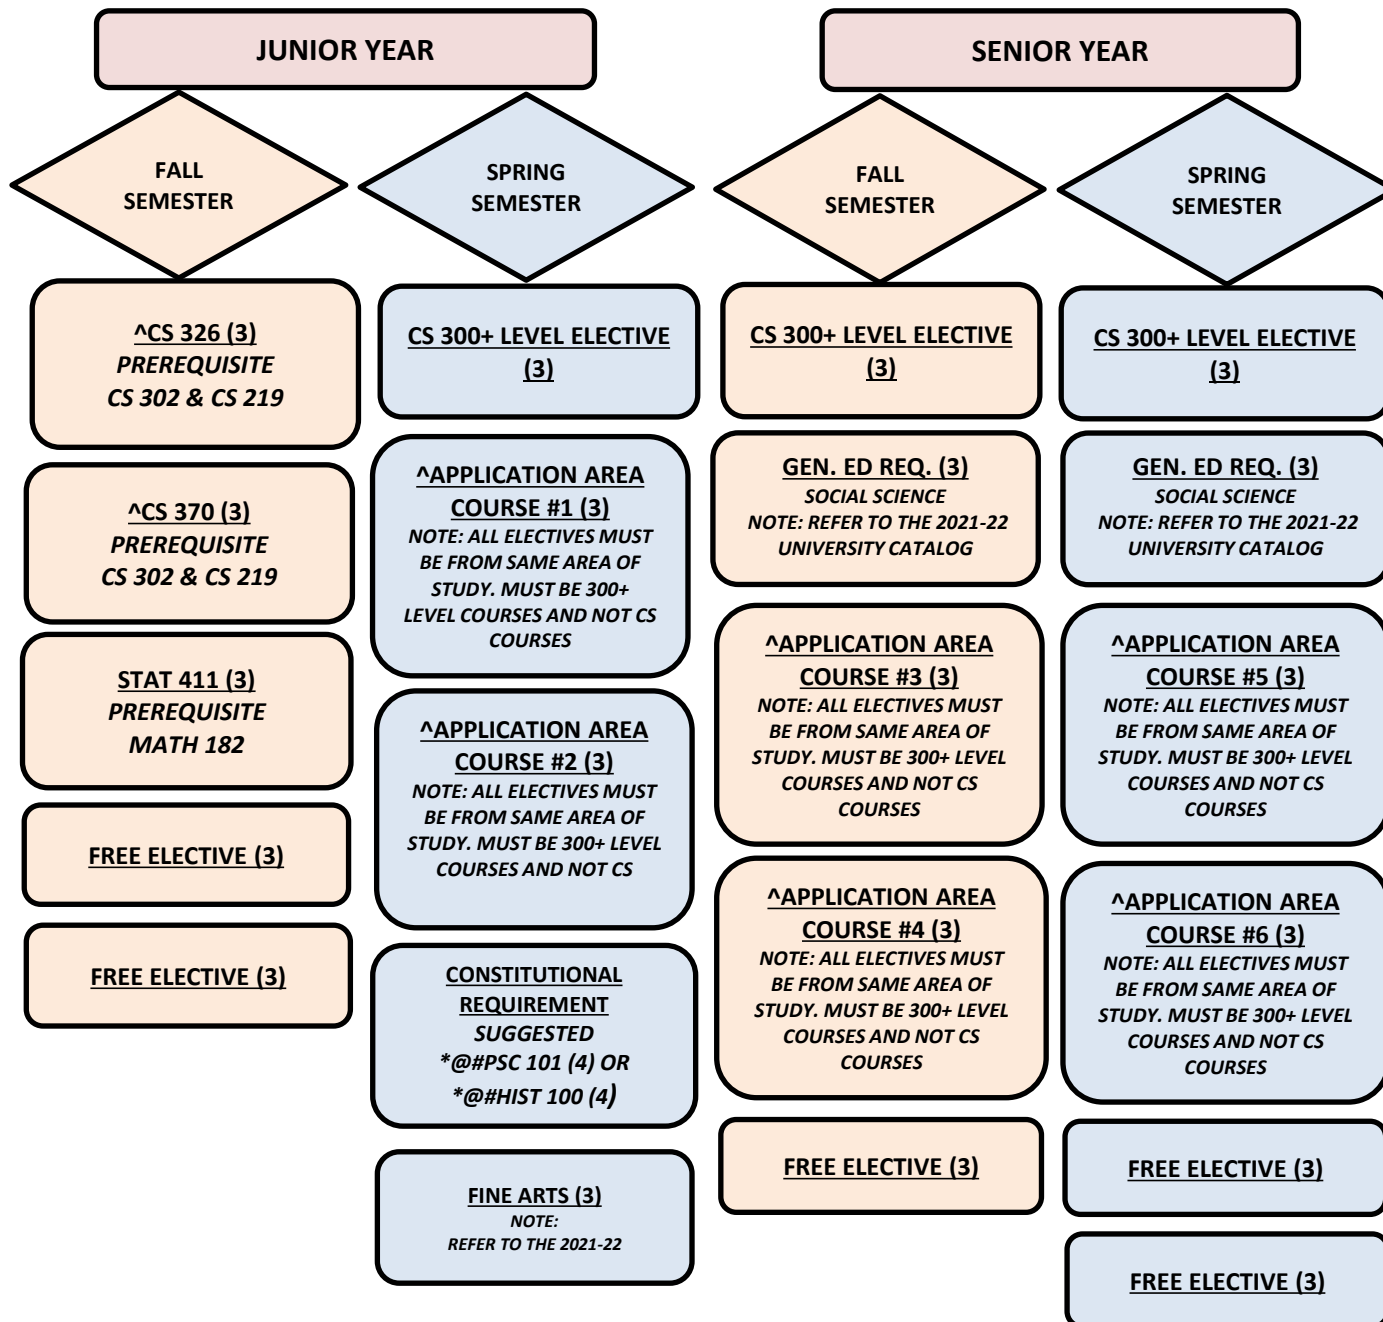 JUNIOR YEAR
FALL
SEMESTER
^CS 326 (3)
PREREQUISITE
CS 302 & CS 219
^CS 370 (3)
PREREQUISITE
CS 302 & CS 219
STAT 411 (3)
PREREQUISITE
MATH 182
FREE ELECTIVE (3)
FREE ELECTIVE (3)
SPRING
SEMESTER
CS 300+ LEVEL ELECTIVE
(3)
^APPLICATION AREA
COURSE #1 (3)
NOTE: ALL ELECTIVES MUST
BE FROM SAME AREA OF
STUDY. MUST BE 300+
LEVEL COURSES AND NOT CS
COURSES
^APPLICATION AREA
COURSE #2 (3)
NOTE: ALL ELECTIVES MUST
BE FROM SAME AREA OF
STUDY. MUST BE 300+ LEVEL
COURSES AND NOT CS
CONSTITUTIONAL
REQUIREMENT
SUGGESTED
*@#PSC 101 (4) OR
*@#HIST 100 (4)
FINE ARTS (3)
NOTE:
REFER TO THE 2021-22
SENIOR YEAR
FALL
SEMESTER
CS 300+ LEVEL ELECTIVE
(3)
GEN. ED REQ. (3)
SOCIAL SCIENCE
NOTE: REFER TO THE 2021-22
UNIVERSITY CATALOG
^APPLICATION AREA
COURSE #3 (3)
NOTE: ALL ELECTIVES MUST
BE FROM SAME AREA OF
STUDY. MUST BE 300+ LEVEL
COURSES AND NOT CS
COURSES
^APPLICATION AREA
COURSE #4 (3)
NOTE: ALL ELECTIVES MUST
BE FROM SAME AREA OF
STUDY. MUST BE 300+ LEVEL
COURSES AND NOT CS
COURSES
FREE ELECTIVE (3)
SPRING
SEMESTER
CS 300+ LEVEL ELECTIVE
(3)
GEN. ED REQ. (3)
SOCIAL SCIENCE
NOTE: REFER TO THE 2021-22
UNIVERSITY CATALOG
^APPLICATION AREA
COURSE #5 (3)
NOTE: ALL ELECTIVES MUST
BE FROM SAME AREA OF
STUDY. MUST BE 300+ LEVEL
COURSES AND NOT CS
COURSES
^APPLICATION AREA
COURSE #6 (3)
NOTE: ALL ELECTIVES MUST
BE FROM SAME AREA OF
STUDY. MUST BE 300+ LEVEL
COURSES AND NOT CS
COURSES
FREE ELECTIVE (3)
FREE ELECTIVE (3)